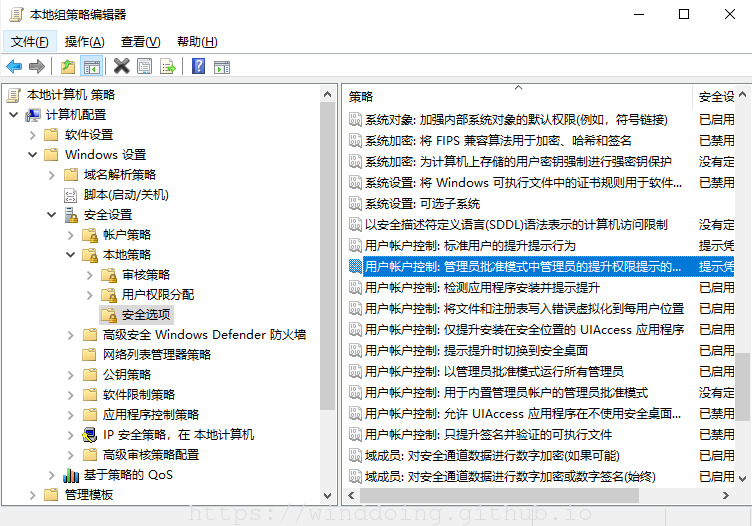 本地组策略编辑器
文件(F) 操作(A) 查看(V) 帮助(H)
本地计算机 策略
计算机配置
软件设置
Windows 设置
域名解析策略
脚本(启动/关机)
安全设置
帐户策略
本地策略
审核策略
用户权限分配
安全选项
高级安全 Windows Defender 防火墙
网络列表管理器策略
公钥策略
软件限制策略
应用程序控制策略
IP 安全策略，在 本地计算机
高级审核策略配置
基于策略的 QoS
管理模板
策略 安全设
系统对象: 加强内部系统对象的默认权限(例如，符号链接) 已启用
系统加密: 将 FIPS 兼容算法用于加密、哈希和签名 已禁用
系统加密: 为计算机上存储的用户密钥强制进行强密钥保护 没有定
系统设置: 将 Windows 可执行文件中的证书规则用于软件... 已禁用
系统设置: 可选子系统
以安全描述符定义语言(SDDL)语法表示的计算机访问限制 没有定
用户帐户控制: 标准用户的提升提示行为 提示凭
用户帐户控制: 管理员批准模式中管理员的提升权限提示的... 提示凭
用户帐户控制: 检测应用程序安装并提示提升 已启用
用户帐户控制: 将文件和注册表写入错误虚拟化到每用户位置 已启用
用户帐户控制: 仅提升安装在安全位置的 UIAccess 应用程序 已启用
用户帐户控制: 提示提升时切换到安全桌面 已启用
用户帐户控制: 以管理员批准模式运行所有管理员 已启用
用户帐户控制: 用于内置管理员帐户的管理员批准模式 没有定
用户帐户控制: 允许 UIAccess 应用程序在不使用安全桌面... 已禁用
用户帐户控制: 只提升签名并验证的可执行文件 已禁用
域成员: 对安全通道数据进行数字加密(如果可能) 已启用
域成员: 对安全通道数据进行数字加密或数字签名(始终) 已启用
https://winddoing.github.io